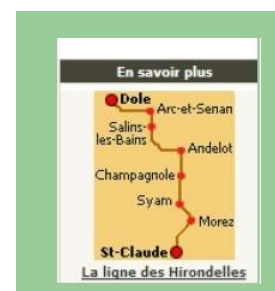 En savoir plus
Dole
Arc-et-Senan
Salins-
les-Bains
Andelot
Champagnole
Syam
Morez
St-Claude
La ligne des Hirondelles